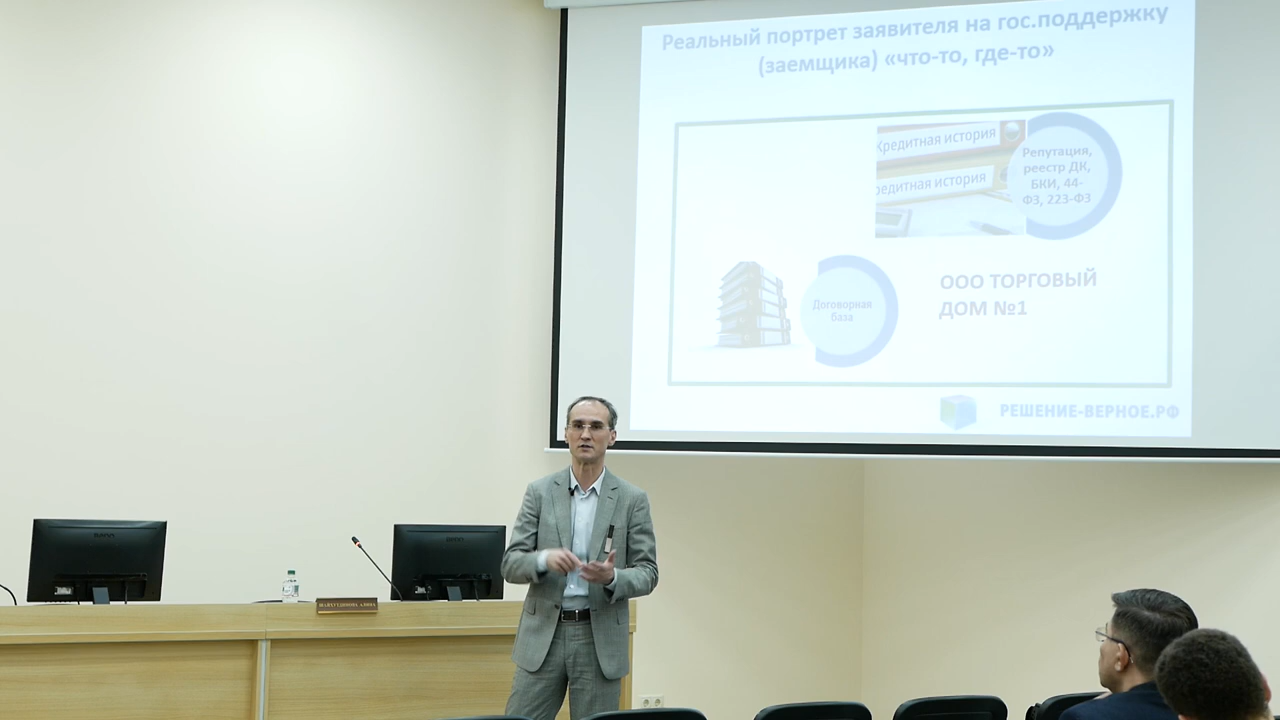 Реальный портрет заявителя на гос.поддержку
(заемщика) «что-то, где-то»
Кредитная история
редитная история
Репутация,
реестр ДК,
БКИ, 44-
ФЗ, 223-ФЗ
Договорная
база
ООО ТОРГОВЫЙ
ДОМ №1
РЕШЕНИЕ-ВЕРНОЕ.РФ